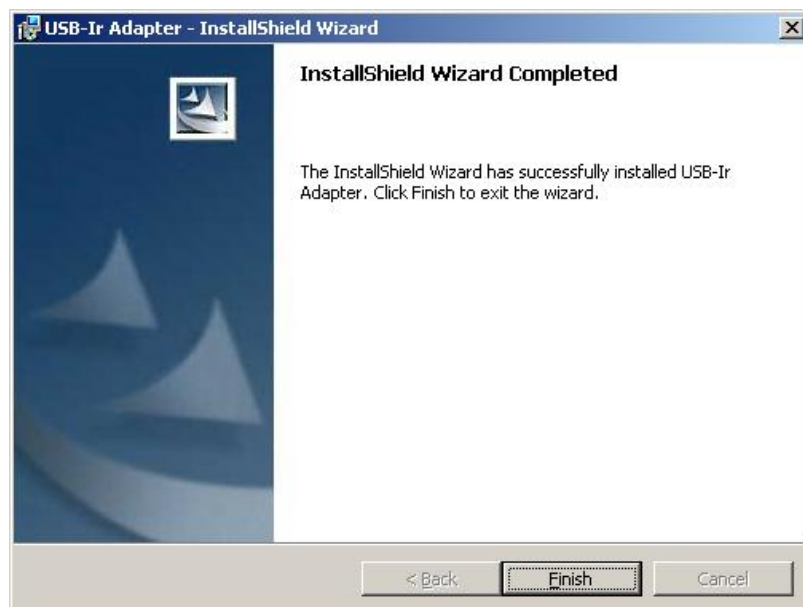 USB-Ir Adapter - InstallShield Wizard
InstallShield Wizard Completed
The InstallShield Wizard has successfully installed USB-Ir
Adapter. Click Finish to exit the wizard.
< Back Finish Cancel